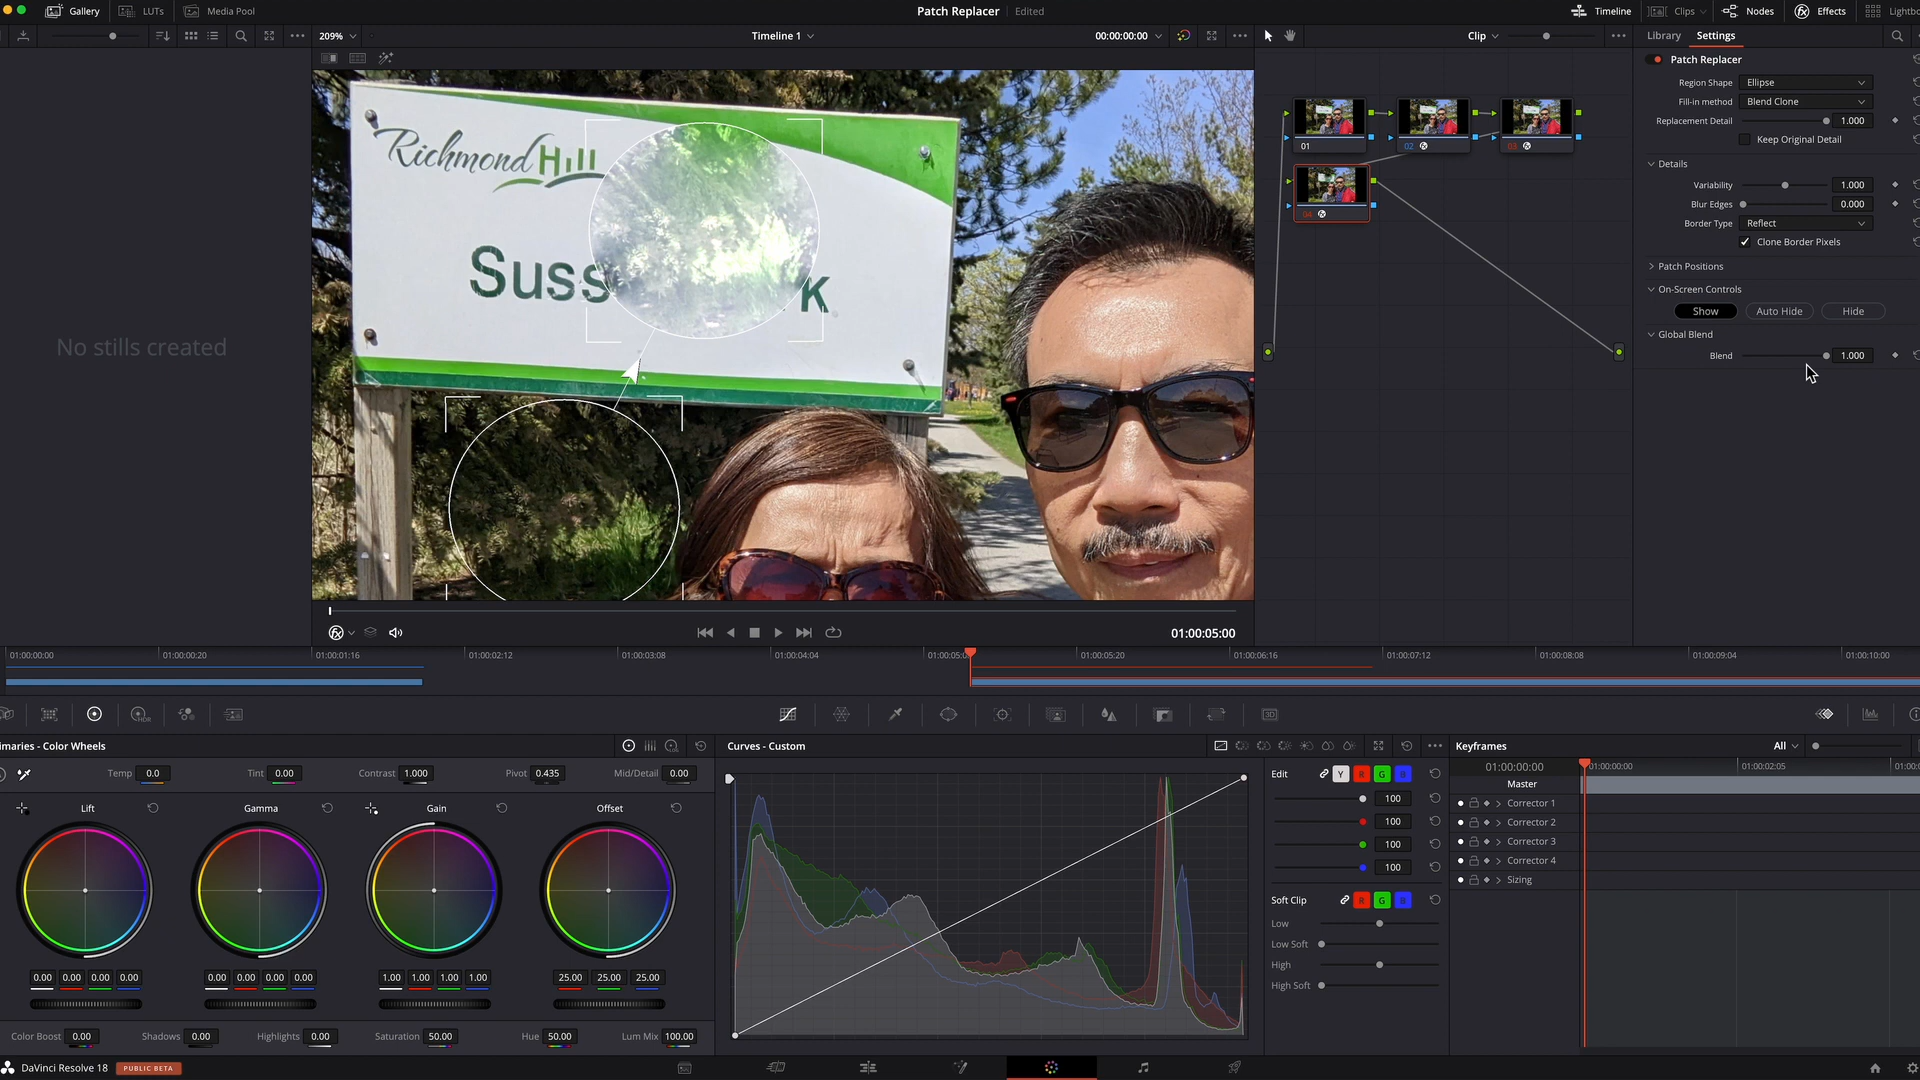 Gallery LUTs Media Pool Patch Replacer Edited Timeline Clips Nodes Effects
209% Timeline 1 00:00:00:00 Clip Library Settings
Patch Replacer
Region Shape Ellipse
Fill-in method Blend Clone
Replacement Detail 1.000
Keep Original Detail
Details
Variability 1.000
Blur Edges 0.000
Border Type Reflect
Clone Border Pixels
Patch Positions
On-Screen Controls
Show Auto Hide Hide
Global Blend
Blend 1.000
01 02 03
04
No stills created
Richmond Hill
Suss K
01:00:05:00
01:00:00:00 01:00:00:20 01:00:01:16 01:00:02:12 01:00:03:08 01:00:04:04 01:00:05:20 01:00:06:16 01:00:07:12 01:00:08:08 01:00:09:04 01:00:10:00
HDR 3D
imaries - Color Wheels
Temp 0.0 Tint 0.00 Contrast 1.000 Pivot 0.435 Mid/Detail 0.00
Lift Gamma Gain Offset
0.00 0.00 0.00 0.00 0.00 0.00 0.00 0.00 1.00 1.00 1.00 1.00 25.00 25.00 25.00
Color Boost 0.00 Shadows 0.00 Highlights 0.00 Saturation 50.00 Hue 50.00 Lum Mix 100.00
Curves - Custom
Edit Y R G B
100
100
100
100
Soft Clip R G B
Low
Low Soft
High
High Soft
Keyframes All
01:00:00:00 01:00:00:00 01:00:02:05
Master
Corrector 1
Corrector 2
Corrector 3
Corrector 4
Sizing
DaVinci Resolve 18 PUBLIC BETA